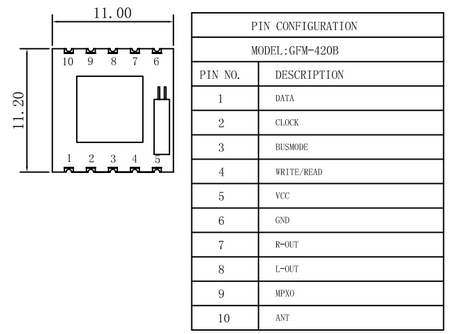 11.00
11.20
10 9 8 7 6
1 2 3 4 5
PIN CONFIGURATION
MODEL:GFM-420B
PIN NO. DESCRIPTION
1 DATA
2 CLOCK
3 BUSMODE
4 WRITE/READ
5 VCC
6 GND
7 R-OUT
8 L-OUT
9 MPXO
10 ANT